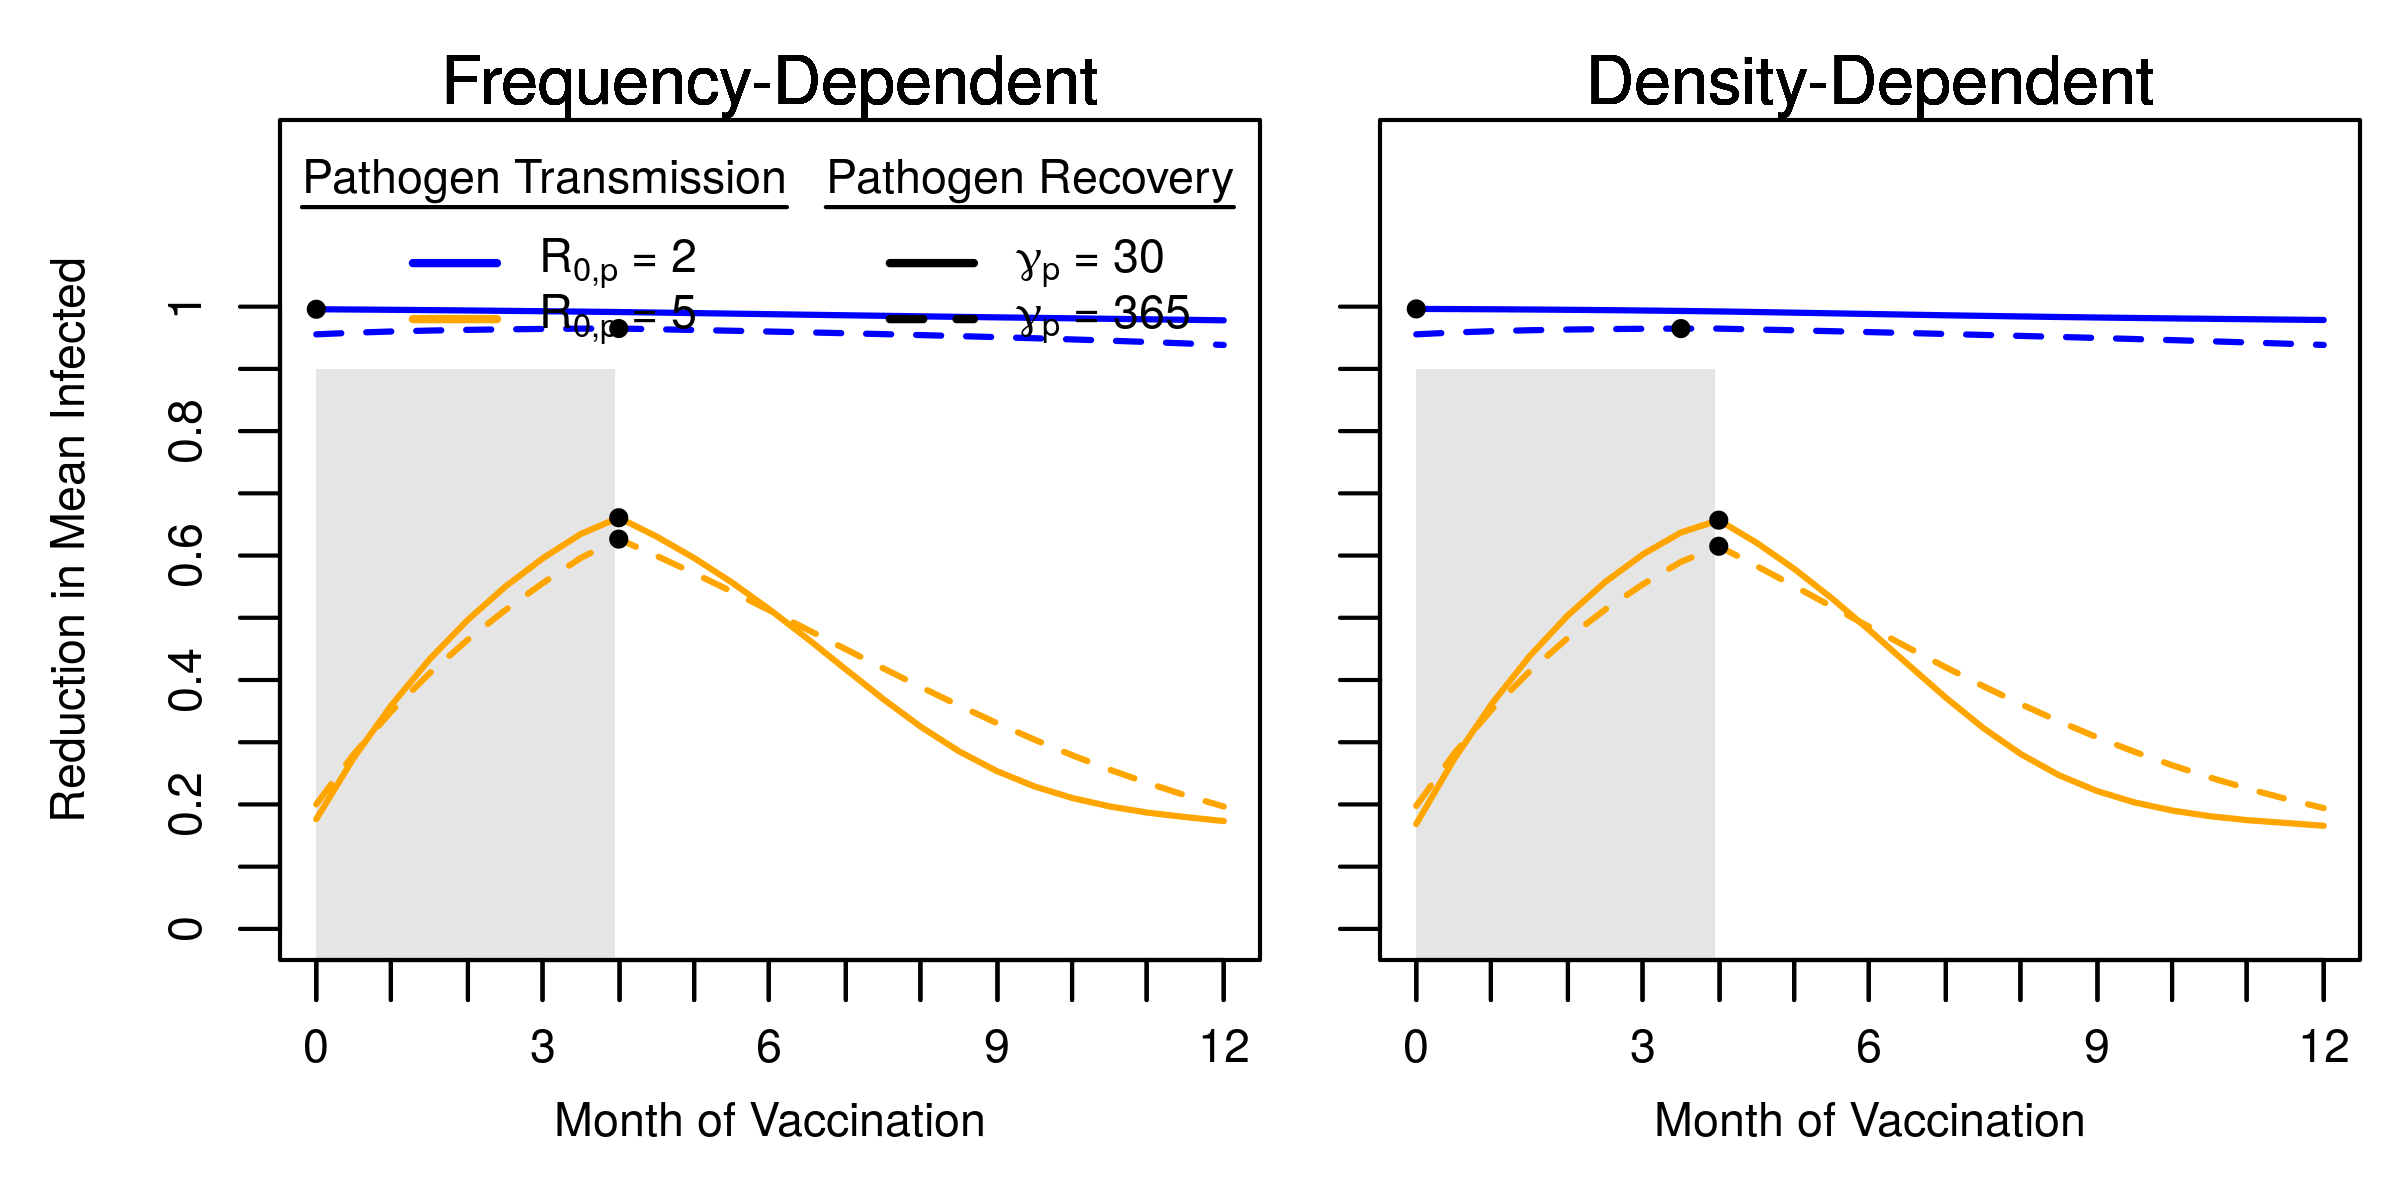 Frequency-Dependent
Density-Dependent
Pathogen Transmission
Pathogen Recovery
R0,p = 2
γp = 30
R0,p = 5
γp = 365
Reduction in Mean Infected
1
0.8
0.6
0.4
0.2
0
0 3 6 9 12
0 3 6 9 12
Month of Vaccination
Month of Vaccination